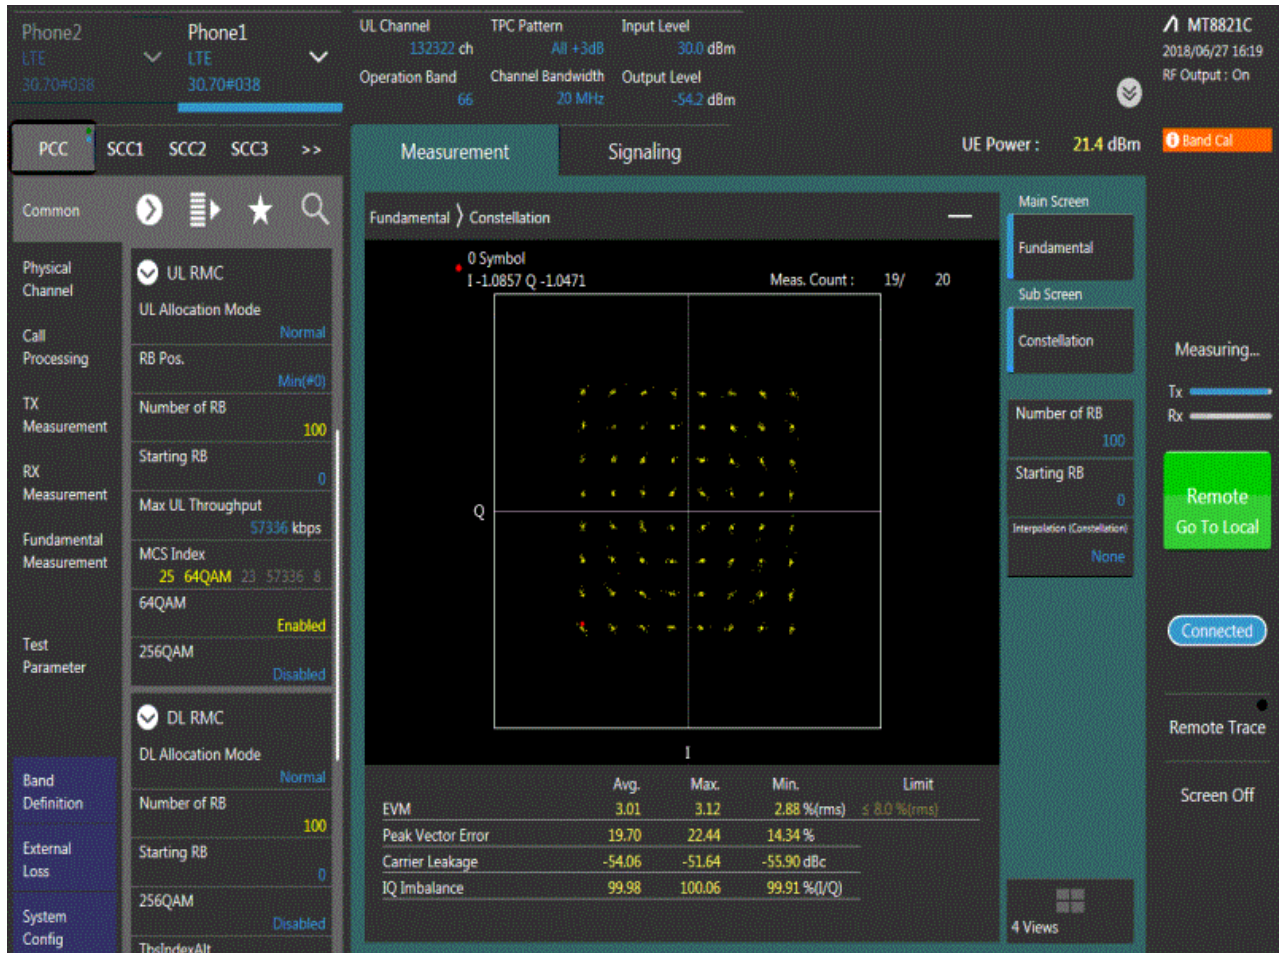 Phone2
LTE
30.70#038
Phone1
LTE
30.70#038
UL Channel
132322 ch
TPC Pattern
All +3dB
Input Level
30.0 dBm
Operation Band
66
Channel Bandwidth
20 MHz
Output Level
-54.2 dBm
MT8821C
2018/06/27 16:19
RF Output : On
PCC SCC1 SCC2 SCC3 >>
Measurement
Signaling
UE Power : 21.4 dBm
Band Cal
Common
Physical
Channel
Call
Processing
TX
Measurement
RX
Measurement
Fundamental
Measurement
Test
Parameter
Band
Definition
External
Loss
System
Config
UL RMC
UL Allocation Mode
Normal
RB Pos.
Min(#0)
Number of RB
100
Starting RB
0
Max UL Throughput
57336 kbps
MCS Index
25 64QAM 23 57336 8
64QAM
Enabled
256QAM
Disabled
DL RMC
DL Allocation Mode
Normal
Number of RB
100
Starting RB
0
256QAM
Disabled
TbsIndexAlt
Fundamental 〉 Constellation
0 Symbol
I -1.0857 Q -1.0471
Meas. Count : 19/ 20
Q
I
Avg. Max. Min. Limit
EVM 3.01 3.12 2.88 %(rms) ≤ 8.0 %(rms)
Peak Vector Error 19.70 22.44 14.34 %
Carrier Leakage -54.06 -51.64 -55.90 dBc
IQ Imbalance 99.98 100.06 99.91 %(I/Q)
Main Screen
Fundamental
Sub Screen
Constellation
Number of RB
100
Starting RB
0
Interpolation (Constellation)
None
4 Views
Measuring...
Tx
Rx
Remote
Go To Local
Connected
Remote Trace
Screen Off